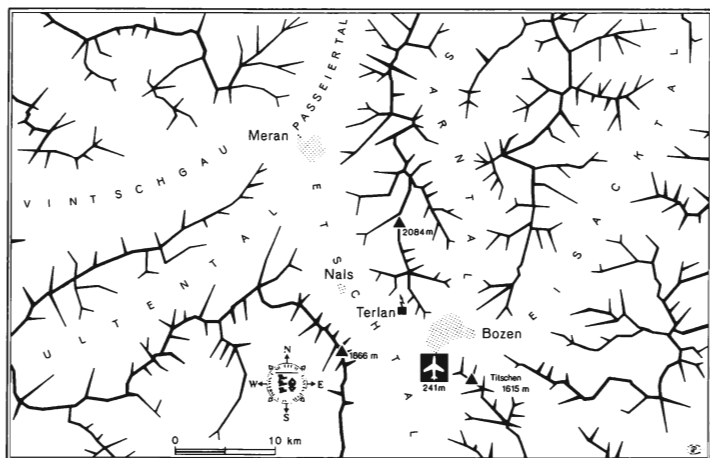 PASSEIERTAL
SARNTAL
EISACKTAL
Meran
VINTSCHGAU
ETSCHTAL
ULTENTAL
2084 m
Nals
Terlan
Bozen
1866 m
241m
Titschen
1615 m
N
W
E
S
0
10 km